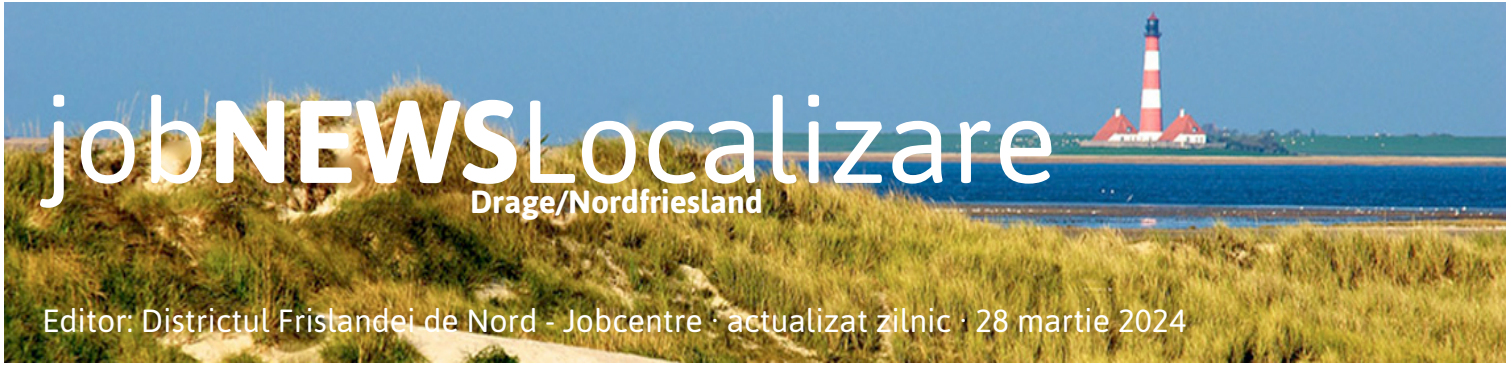 jobNEWSLocalizare
Drage/Nordfriesland
Editor: Districtul Frislandei de Nord - Jobcentre · actualizat zilnic · 28 martie 2024